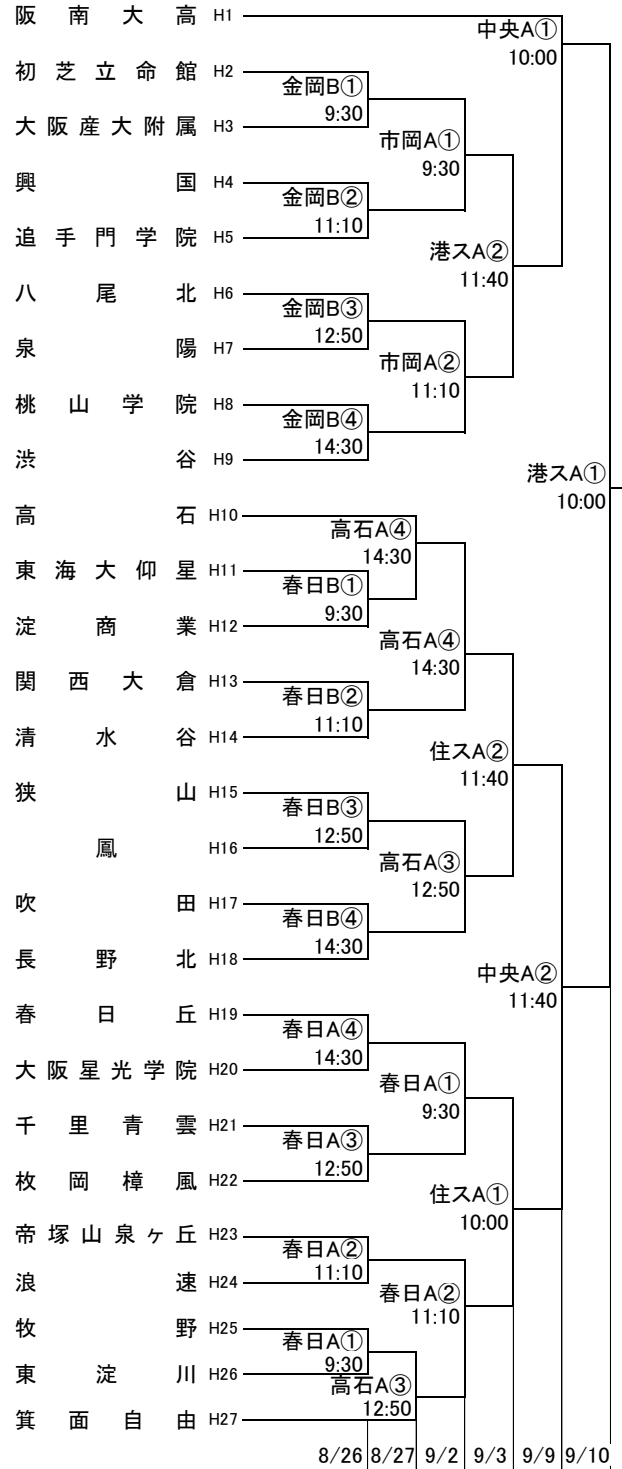 阪南大高 H1
中央A①
10:00
初芝立命館 H2
金岡B①
9:30
大阪産大附属 H3
市岡A①
9:30
興国 H4
金岡B②
11:10
追手門学院 H5
港スA②
11:40
八尾北 H6
金岡B③
12:50
泉陽 H7
市岡A②
11:10
桃山学院 H8
金岡B④
14:30
渋谷 H9
港スA①
10:00
高石 H10
高石A④
14:30
東海大仰星 H11
春日B①
9:30
淀商業 H12
高石A④
14:30
関西大倉 H13
春日B②
11:10
清水谷 H14
住スA②
11:40
狭山 H15
春日B③
12:50
鳳 H16
高石A③
12:50
吹田 H17
春日B④
14:30
長野北 H18
中央A②
11:40
春日丘 H19
春日A④
14:30
大阪星光学院 H20
春日A①
9:30
千里青雲 H21
春日A③
12:50
枚岡樟風 H22
住スA①
10:00
帝塚山泉ヶ丘 H23
春日A②
11:10
浪速 H24
春日A②
11:10
牧野 H25
春日A①
9:30
東淀川 H26
高石A③
12:50
箕面自由 H27
8/26 8/27 9/2 9/3 9/9 9/10